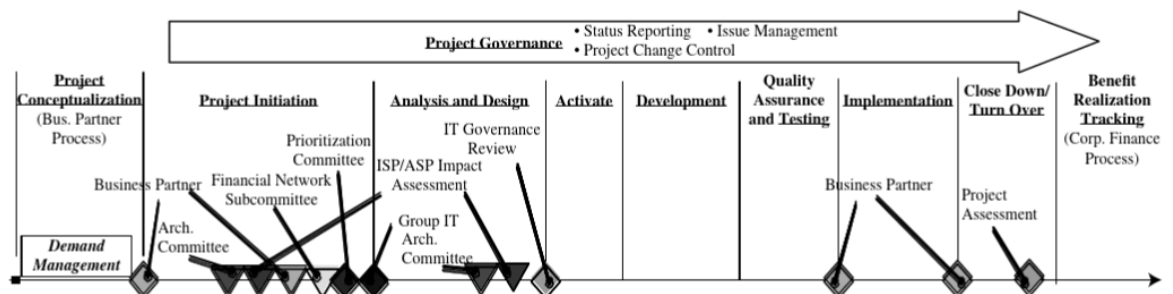 Project Governance
• Status Reporting • Issue Management
• Project Change Control
Project
Conceptualization
(Bus. Partner
Process)
Project Initiation
Analysis and Design
Activate
Development
Quality
Assurance
and Testing
Implementation
Close Down/
Turn Over
Benefit
Realization
Tracking
(Corp. Finance
Process)
IT Governance
Review
Prioritization
Committee
ISP/ASP Impact
Assessment
Business Partner
Financial Network
Subcommittee
Business Partner
Project
Assessment
Arch.
Committee
Group IT
Arch.
Committee
Demand
Management